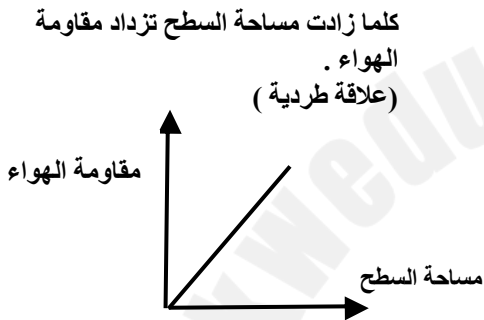 كلما زادت مساحة السطح تزداد مقاومة
الهواء .
(علاقة طردية )
مقاومة الهواء
مساحة السطح